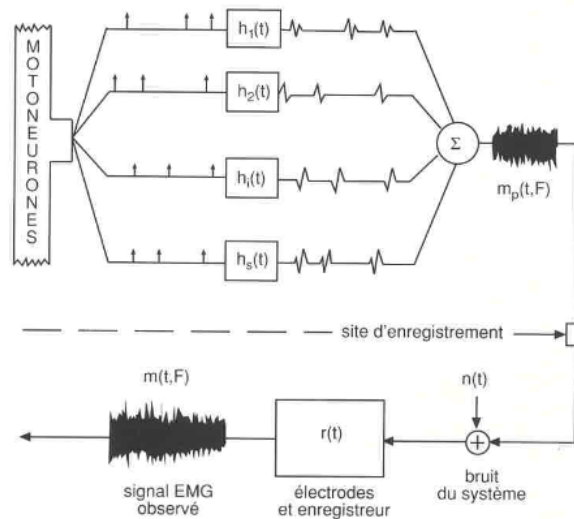 MOTONEURONES
h₁(t)
h₂(t)
hᵢ(t)
hₛ(t)
Σ
mₚ(t,F)
site d'enregistrement
m(t,F)
n(t)
r(t)
+
signal EMG
observé
électrodes
et enregistreur
bruit
du système